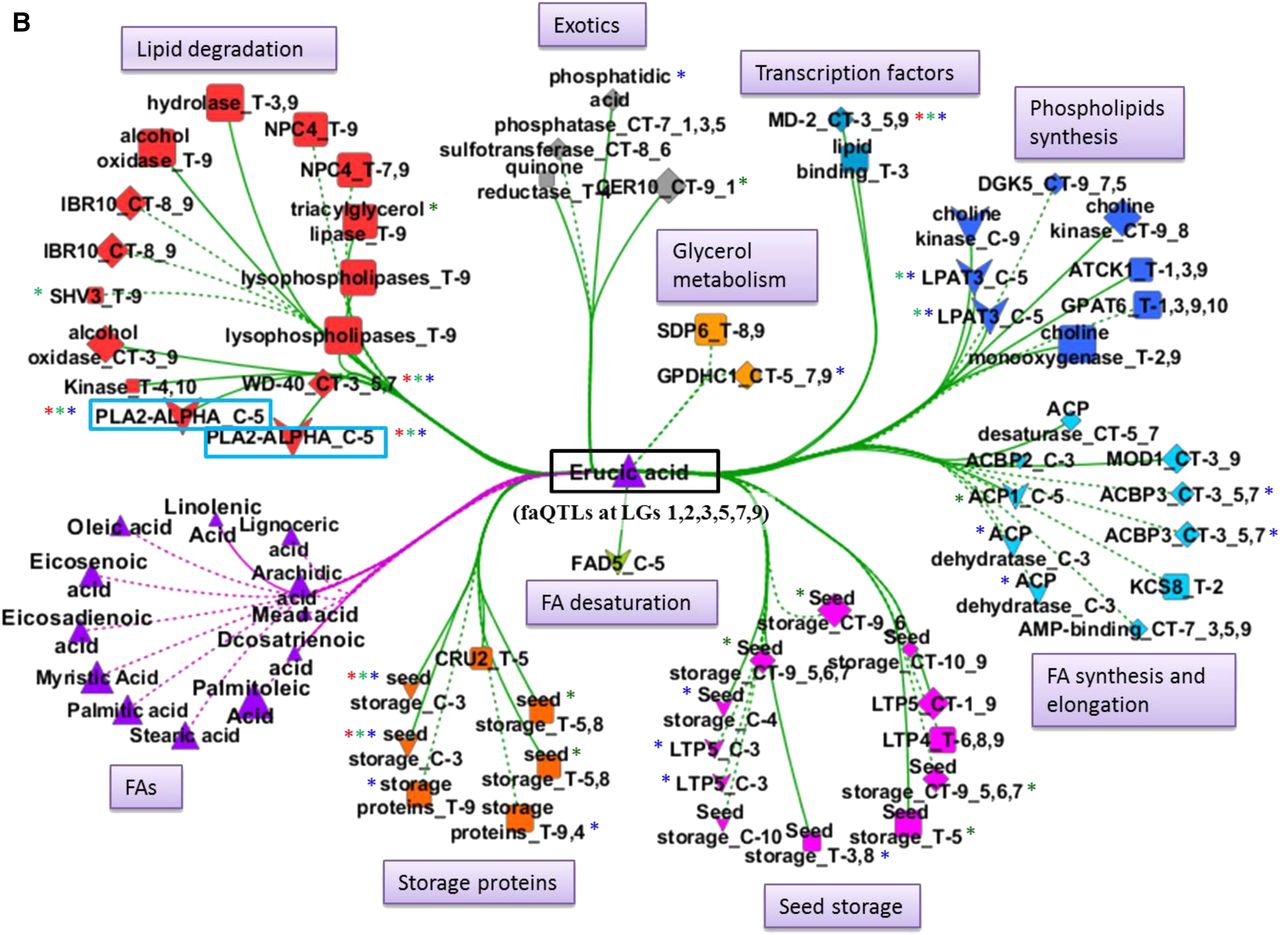 B
Lipid degradation
hydrolase_T-3,9
alcohol
oxidase_T-9
NPC4_T-9
NPC4_T-7,9
IBR10_CT-8_9
triacylglycerol *
lipase_T-9
IBR10_CT-8_9
lysophospholipases_T-9
* SHV3_T-9
alcohol
oxidase_CT-3_9
lysophospholipases_T-9
Kinase_T-4,10
WD-40_CT-3_5,7 ***
*** PLA2-ALPHA_C-5
PLA2-ALPHA_C-5 ***
Exotics
phosphatidic *
acid
phosphatase_CT-7_1,3,5
sulfotransferase_CT-8_6
quinone
reductase_T-4
CER10_CT-9_1*
Transcription factors
MD-2_CT-3_5,9 ***
lipid
binding_T-3
Glycerol
metabolism
SDP6_T-8,9
GPDHC1_CT-5_7,9 *
Phospholipids
synthesis
DGK5_CT-9_7,5
choline
kinase_C-9
choline
kinase_CT-9_8
** LPAT3_C-5
ATCK1_T-1,3,9
** LPAT3_C-5
GPAT6_T-1,3,9,10
choline
monooxygenase_T-2,9
Erucic acid
(faQTLs at LGs 1,2,3,5,7,9)
FAD5_C-5
FA desaturation
ACP
desaturase_CT-5_7
ACBP2_C-3
MOD1_CT-3_9
* ACP1_C-5
ACBP3_CT-3_5,7 *
* ACP
dehydratase_C-3
ACBP3_CT-3_5,7 *
* ACP
dehydratase_C-3
KCS8_T-2
AMP-binding_CT-7_3,5,9
FA synthesis and
elongation
Linolenic
Acid
Oleic acid
Lignoceric
acid
Eicosenoic
acid
Arachidic
acid
Mead acid
Eicosadienoic
acid
Dcosatrienoic
acid
Myristic Acid
Palmitoleic
Acid
Palmitic acid
Stearic acid
FAs
CRU2_T-5
*** seed
storage_C-3
seed *
storage_T-5,8
*** seed
storage_C-3
seed *
storage_T-5,8
* storage
proteins_T-9
storage
proteins_T-9,4 *
Storage proteins
* Seed
storage_CT-9_6
* Seed
storage_CT-9_5,6,7
Seed
storage_CT-10_9
* Seed
storage_C-4
LTP5_CT-1_9
* LTP5_C-3
LTP4_T-6,8,9
* LTP5_C-3
Seed
storage_CT-9_5,6,7 *
Seed
storage_C-10
Seed
storage_T-3,8 *
Seed
storage_T-5 *
Seed storage